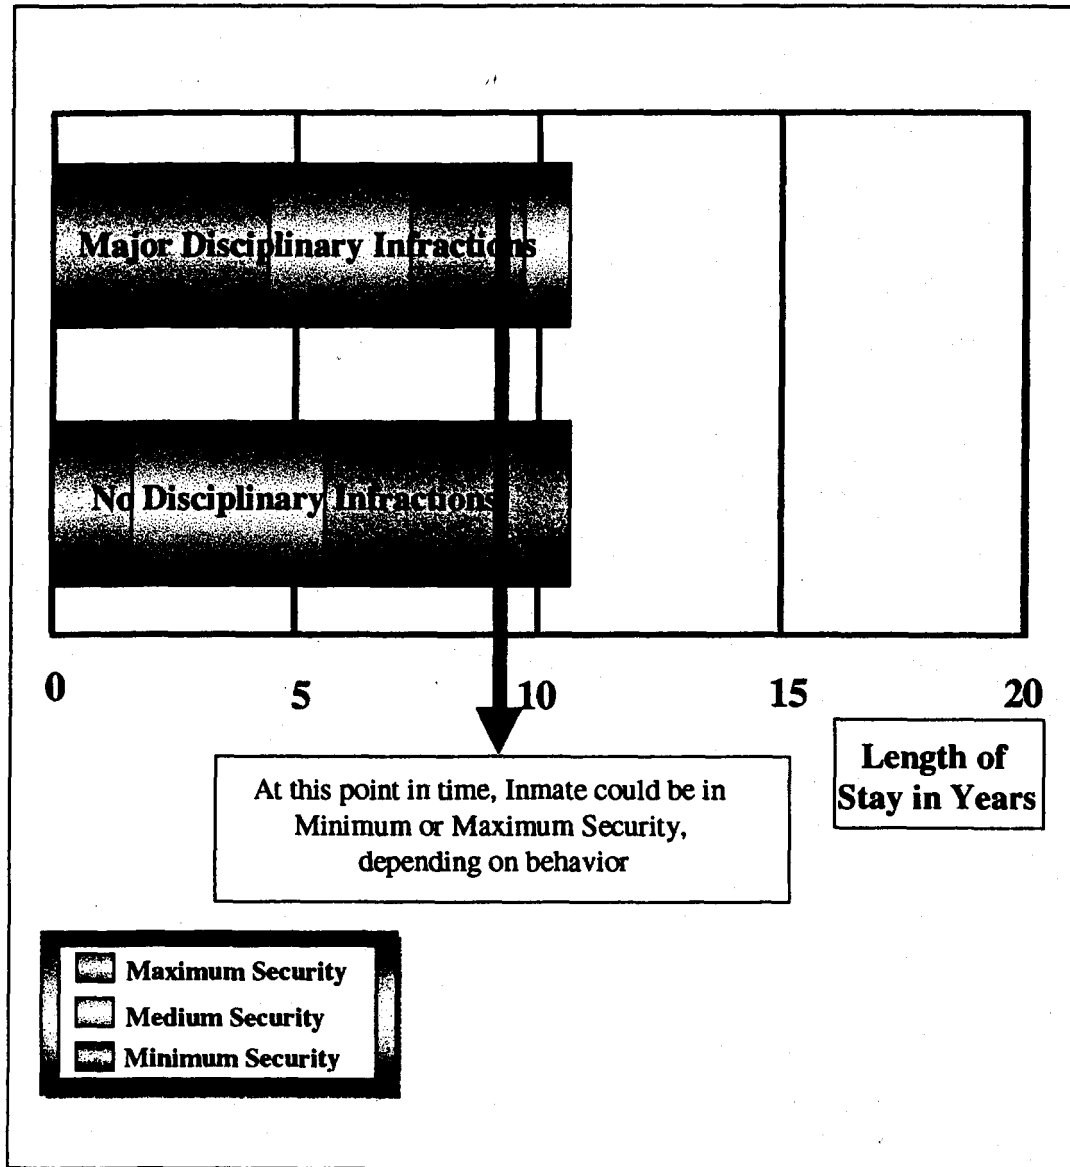 Major Disciplinary Infractions
No Disciplinary Infractions
0 5 10 15 20
Length of
Stay in Years
At this point in time, Inmate could be in
Minimum or Maximum Security,
depending on behavior
Maximum Security
Medium Security
Minimum Security